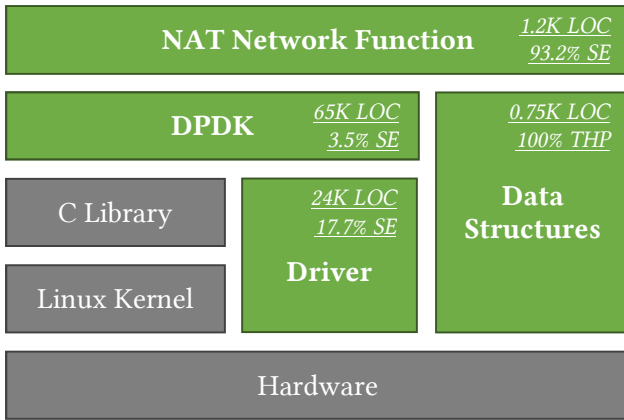 NAT Network Function
1.2K LOC
93.2% SE
DPDK
65K LOC
3.5% SE
0.75K LOC
100% THP
Data
Structures
C Library
24K LOC
17.7% SE
Driver
Linux Kernel
Hardware